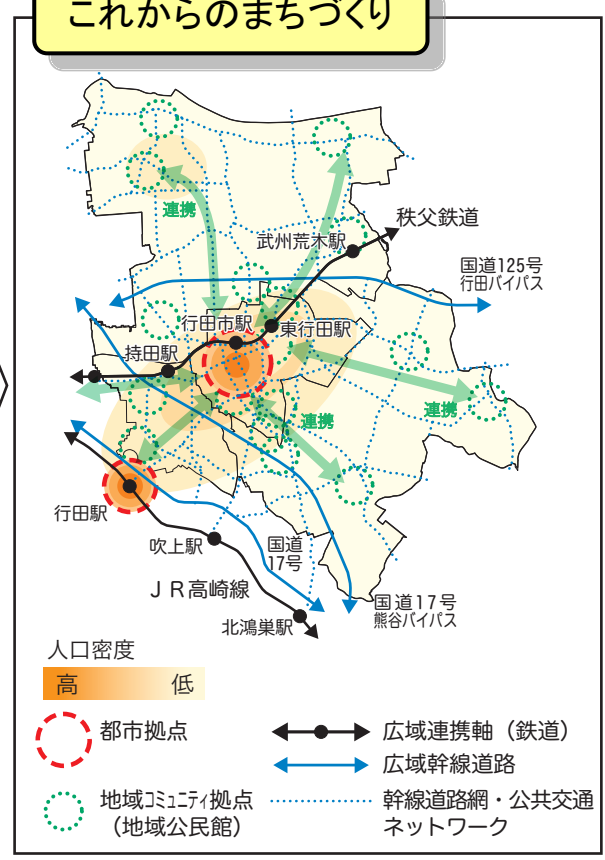 これからのまちづくり
連携
秩父鉄道
武州荒木駅
国道125号
行田バイパス
行田市駅
東行田駅
持田駅
連携
連携
行田駅
吹上駅
国道
17号
ＪＲ高崎線
国道17号
熊谷バイパス
北鴻巣駅
人口密度
高 低
都市拠点
広域連携軸（鉄道）
広域幹線道路
地域コミュニティ拠点
（地域公民館）
幹線道路網・公共交通
ネットワーク